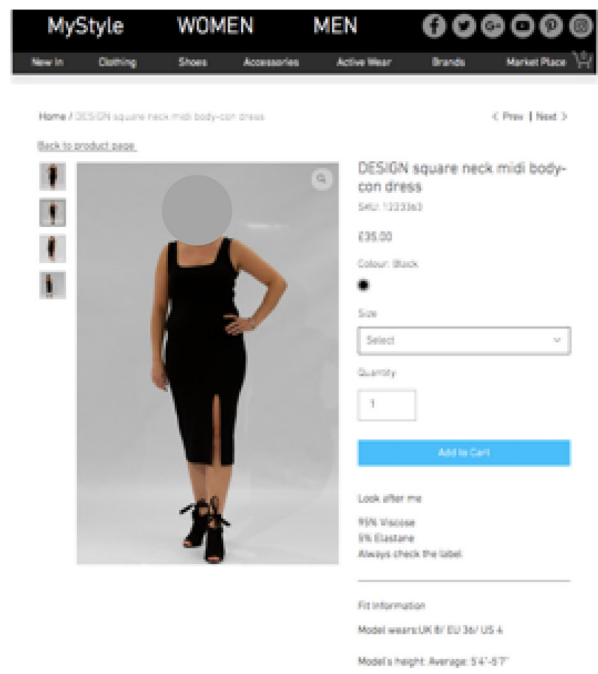 MyStyle WOMEN MEN
New In Clothing Shoes Accessories Active Wear Brands Market Place
Home / DESIGN square neck midi body-con dress
< Prev | Next >
Back to product page
DESIGN square neck midi body-
con dress
SKU: 1223363
£35.00
Colour: Black
Size
Select
Quantity
1
Add to Cart
Look after me
95% Viscose
5% Elastane
Always check the label
Fit Information
Model wears:UK 8/ EU 36/ US 4
Model's height: Average: 5'4"-5'7"